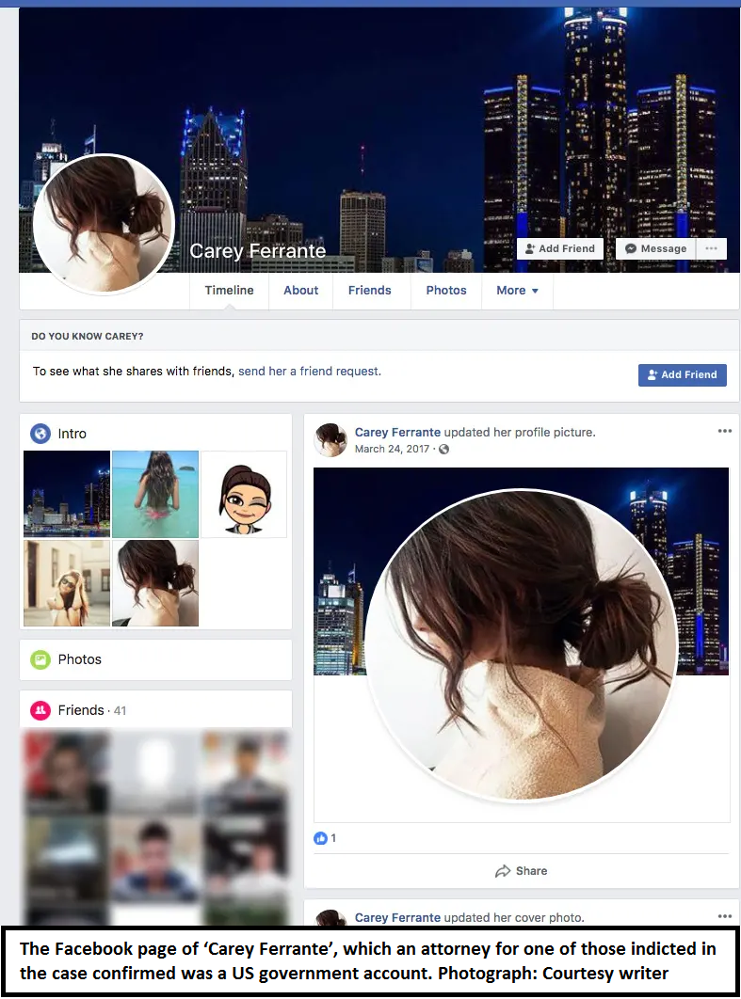 Carey Ferrante
Add Friend
Message
Timeline
About
Friends
Photos
More
DO YOU KNOW CAREY?
To see what she shares with friends, send her a friend request.
Add Friend
Intro
Photos
Friends · 41
Carey Ferrante updated her profile picture.
March 24, 2017 ·
1
Share
Carey Ferrante updated her cover photo.
The Facebook page of ‘Carey Ferrante’, which an attorney for one of those indicted in
the case confirmed was a US government account. Photograph: Courtesy writer